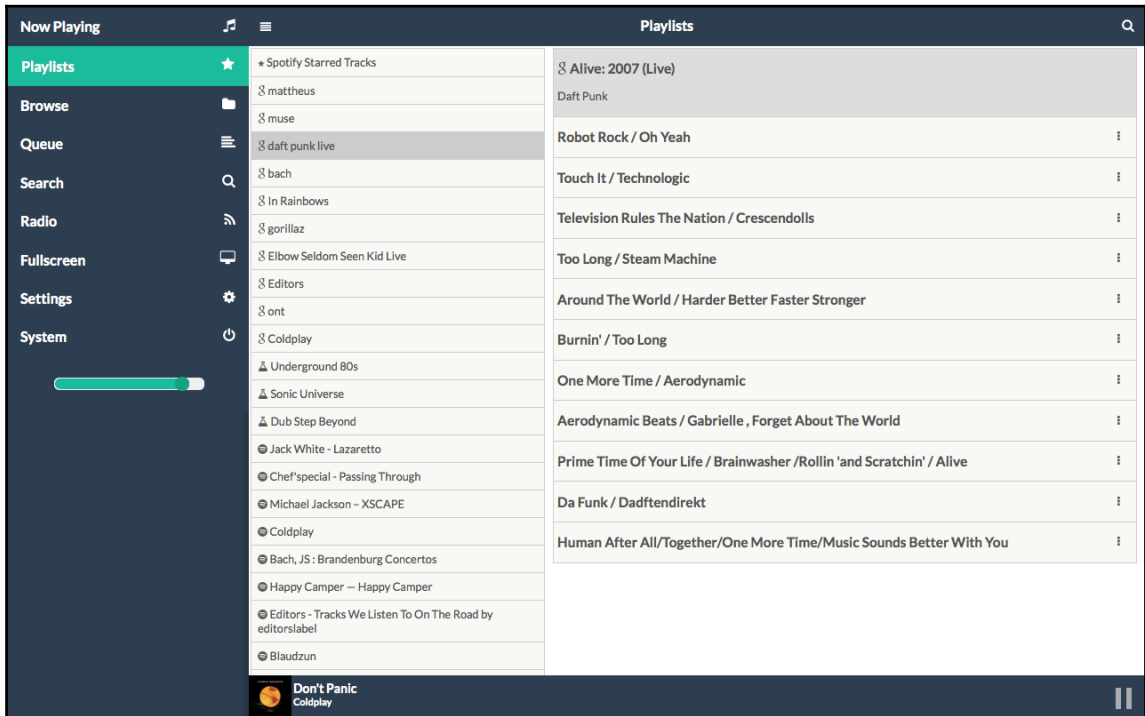 Now Playing
Playlists
Browse
Queue
Search
Radio
Fullscreen
Settings
System
Playlists
Spotify Starred Tracks
mattheus
muse
daft punk live
bach
In Rainbows
gorillaz
Elbow Seldom Seen Kid Live
Editors
ont
Coldplay
Underground 80s
Sonic Universe
Dub Step Beyond
Jack White - Lazaretto
Chef'special - Passing Through
Michael Jackson – XSCAPE
Coldplay
Bach, JS : Brandenburg Concertos
Happy Camper — Happy Camper
Editors - Tracks We Listen To On The Road by
editorslabel
Blaudzun
Alive: 2007 (Live)
Daft Punk
Robot Rock / Oh Yeah
Touch It / Technologic
Television Rules The Nation / Crescendolls
Too Long / Steam Machine
Around The World / Harder Better Faster Stronger
Burnin' / Too Long
One More Time / Aerodynamic
Aerodynamic Beats / Gabrielle , Forget About The World
Prime Time Of Your Life / Brainwasher /Rollin 'and Scratchin' / Alive
Da Funk / Dadftendirekt
Human After All/Together/One More Time/Music Sounds Better With You
Don't Panic
Coldplay